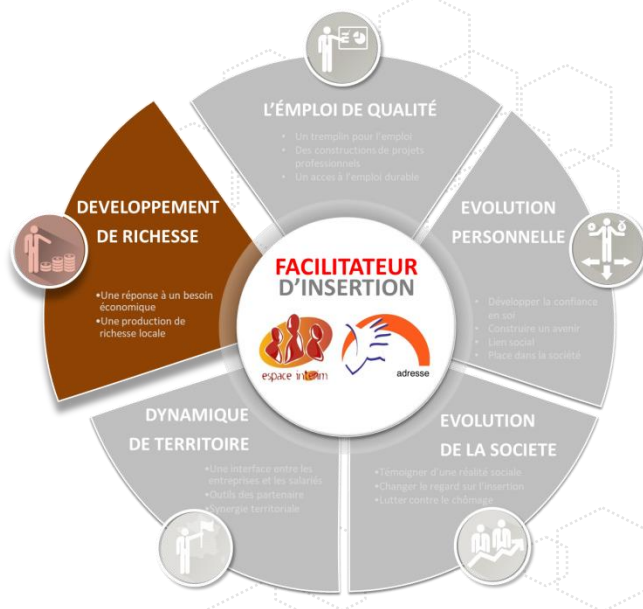 L'ÉMPLOI DE QUALITÉ
• Un tremplin pour l'emploi
• Des constructions de projets
professionnels
• Un acces à l'emploi durable
DEVELOPPEMENT
DE RICHESSE
•Une réponse à un besoin
économique
•Une production de
richesse locale
EVOLUTION
PERSONNELLE
• Développer la confiance
en soi
• Construire un avenir
• Lien social
• Place dans la société
FACILITATEUR
D'INSERTION
espace interim
adresse
DYNAMIQUE
DE TERRITOIRE
•Une interface entre les
entreprises et les salariés
•Outils des partenaire
•Synergie territoriale
EVOLUTION
DE LA SOCIETE
•Témoigner d'une réalité sociale
•Changer le regard sur l'insertion
•Lutter contre le chômage